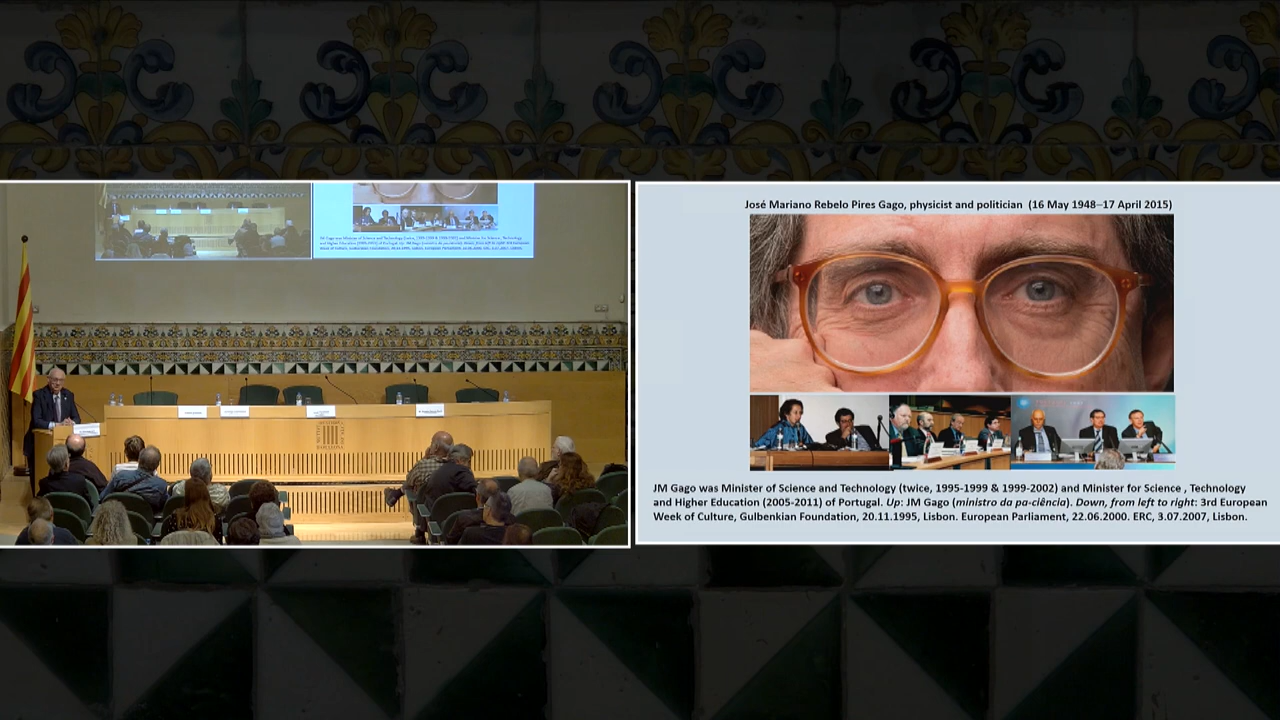 José Mariano Rebelo Pires Gago, physicist and politician (16 May 1948–17 April 2015)
JM Gago was Minister of Science and Technology (twice, 1995-1999 & 1999-2002) and Minister for Science , Technology
and Higher Education (2005-2011) of Portugal. Up: JM Gago (ministro da pa-ciência). Down, from left to right: 3rd European
Week of Culture, Gulbenkian Foundation, 20.11.1995, Lisbon. European Parliament, 22.06.2000. ERC, 3.07.2007, Lisbon.